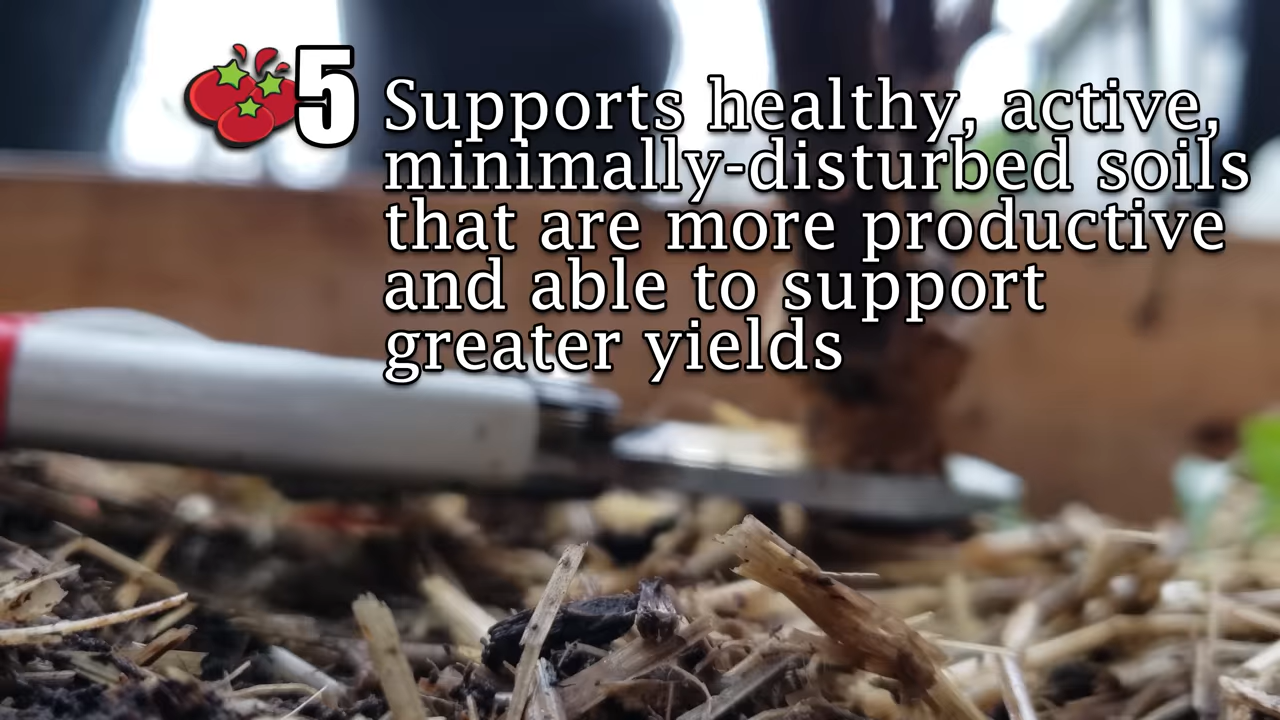 5
Supports healthy, active,
minimally-disturbed soils
that are more productive
and able to support
greater yields